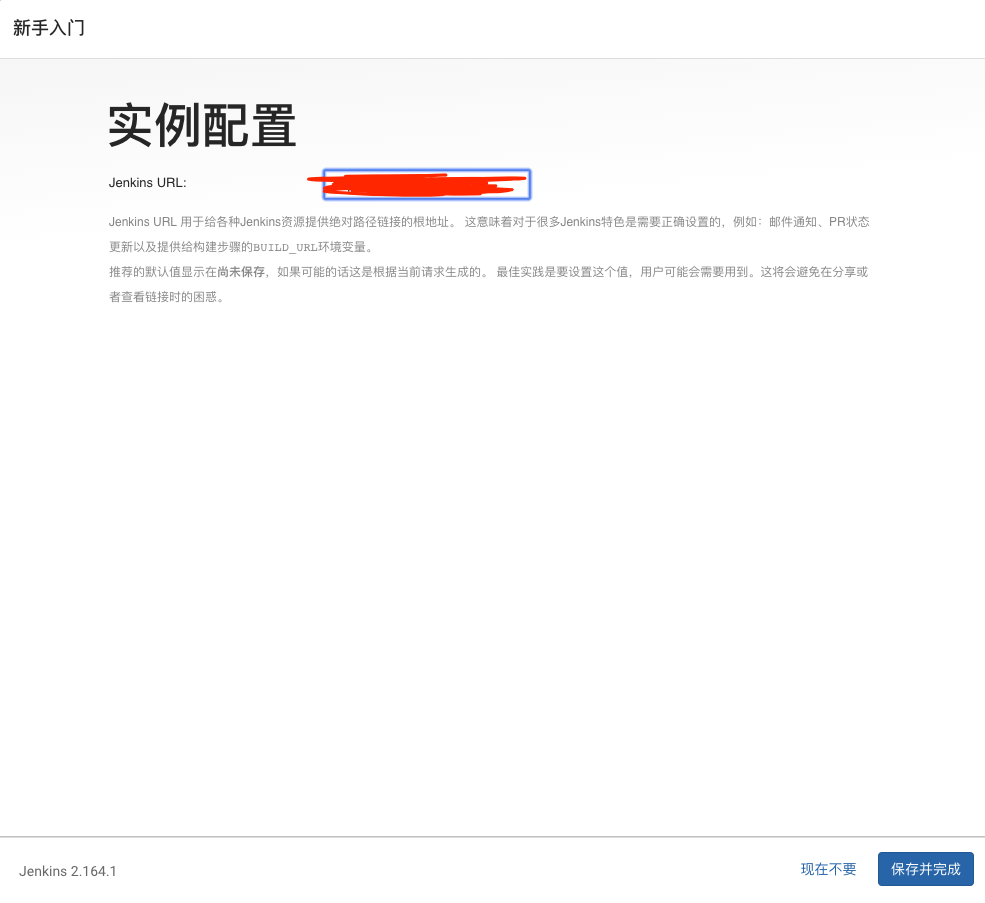 新手入门
实例配置
Jenkins URL:
Jenkins URL 用于给各种Jenkins资源提供绝对路径链接的根地址。 这意味着对于很多Jenkins特色是需要正确设置的，例如：邮件通知、PR状态
更新以及提供给构建步骤的BUILD_URL环境变量。
推荐的默认值显示在尚未保存，如果可能的话这是根据当前请求生成的。 最佳实践是要设置这个值，用户可能会需要用到。这将会避免在分享或
者查看链接时的困惑。
Jenkins 2.164.1
现在不要
保存并完成